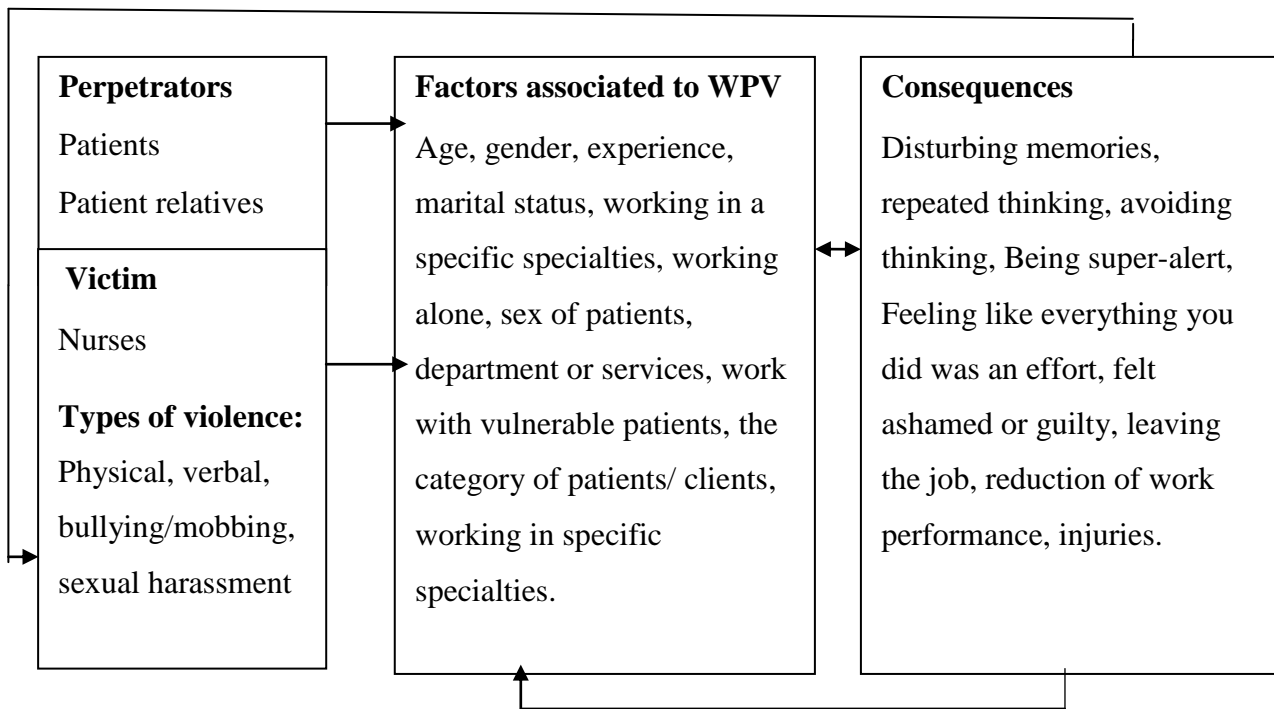 Perpetrators
Patients
Patient relatives
Victim
Nurses
Types of violence:
Physical, verbal,
bullying/mobbing,
sexual harassment
Factors associated to WPV
Age, gender, experience,
marital status, working in a
specific specialties, working
alone, sex of patients,
department or services, work
with vulnerable patients, the
category of patients/ clients,
working in specific
specialties.
Consequences
Disturbing memories,
repeated thinking, avoiding
thinking, Being super-alert,
Feeling like everything you
did was an effort, felt
ashamed or guilty, leaving
the job, reduction of work
performance, injuries.